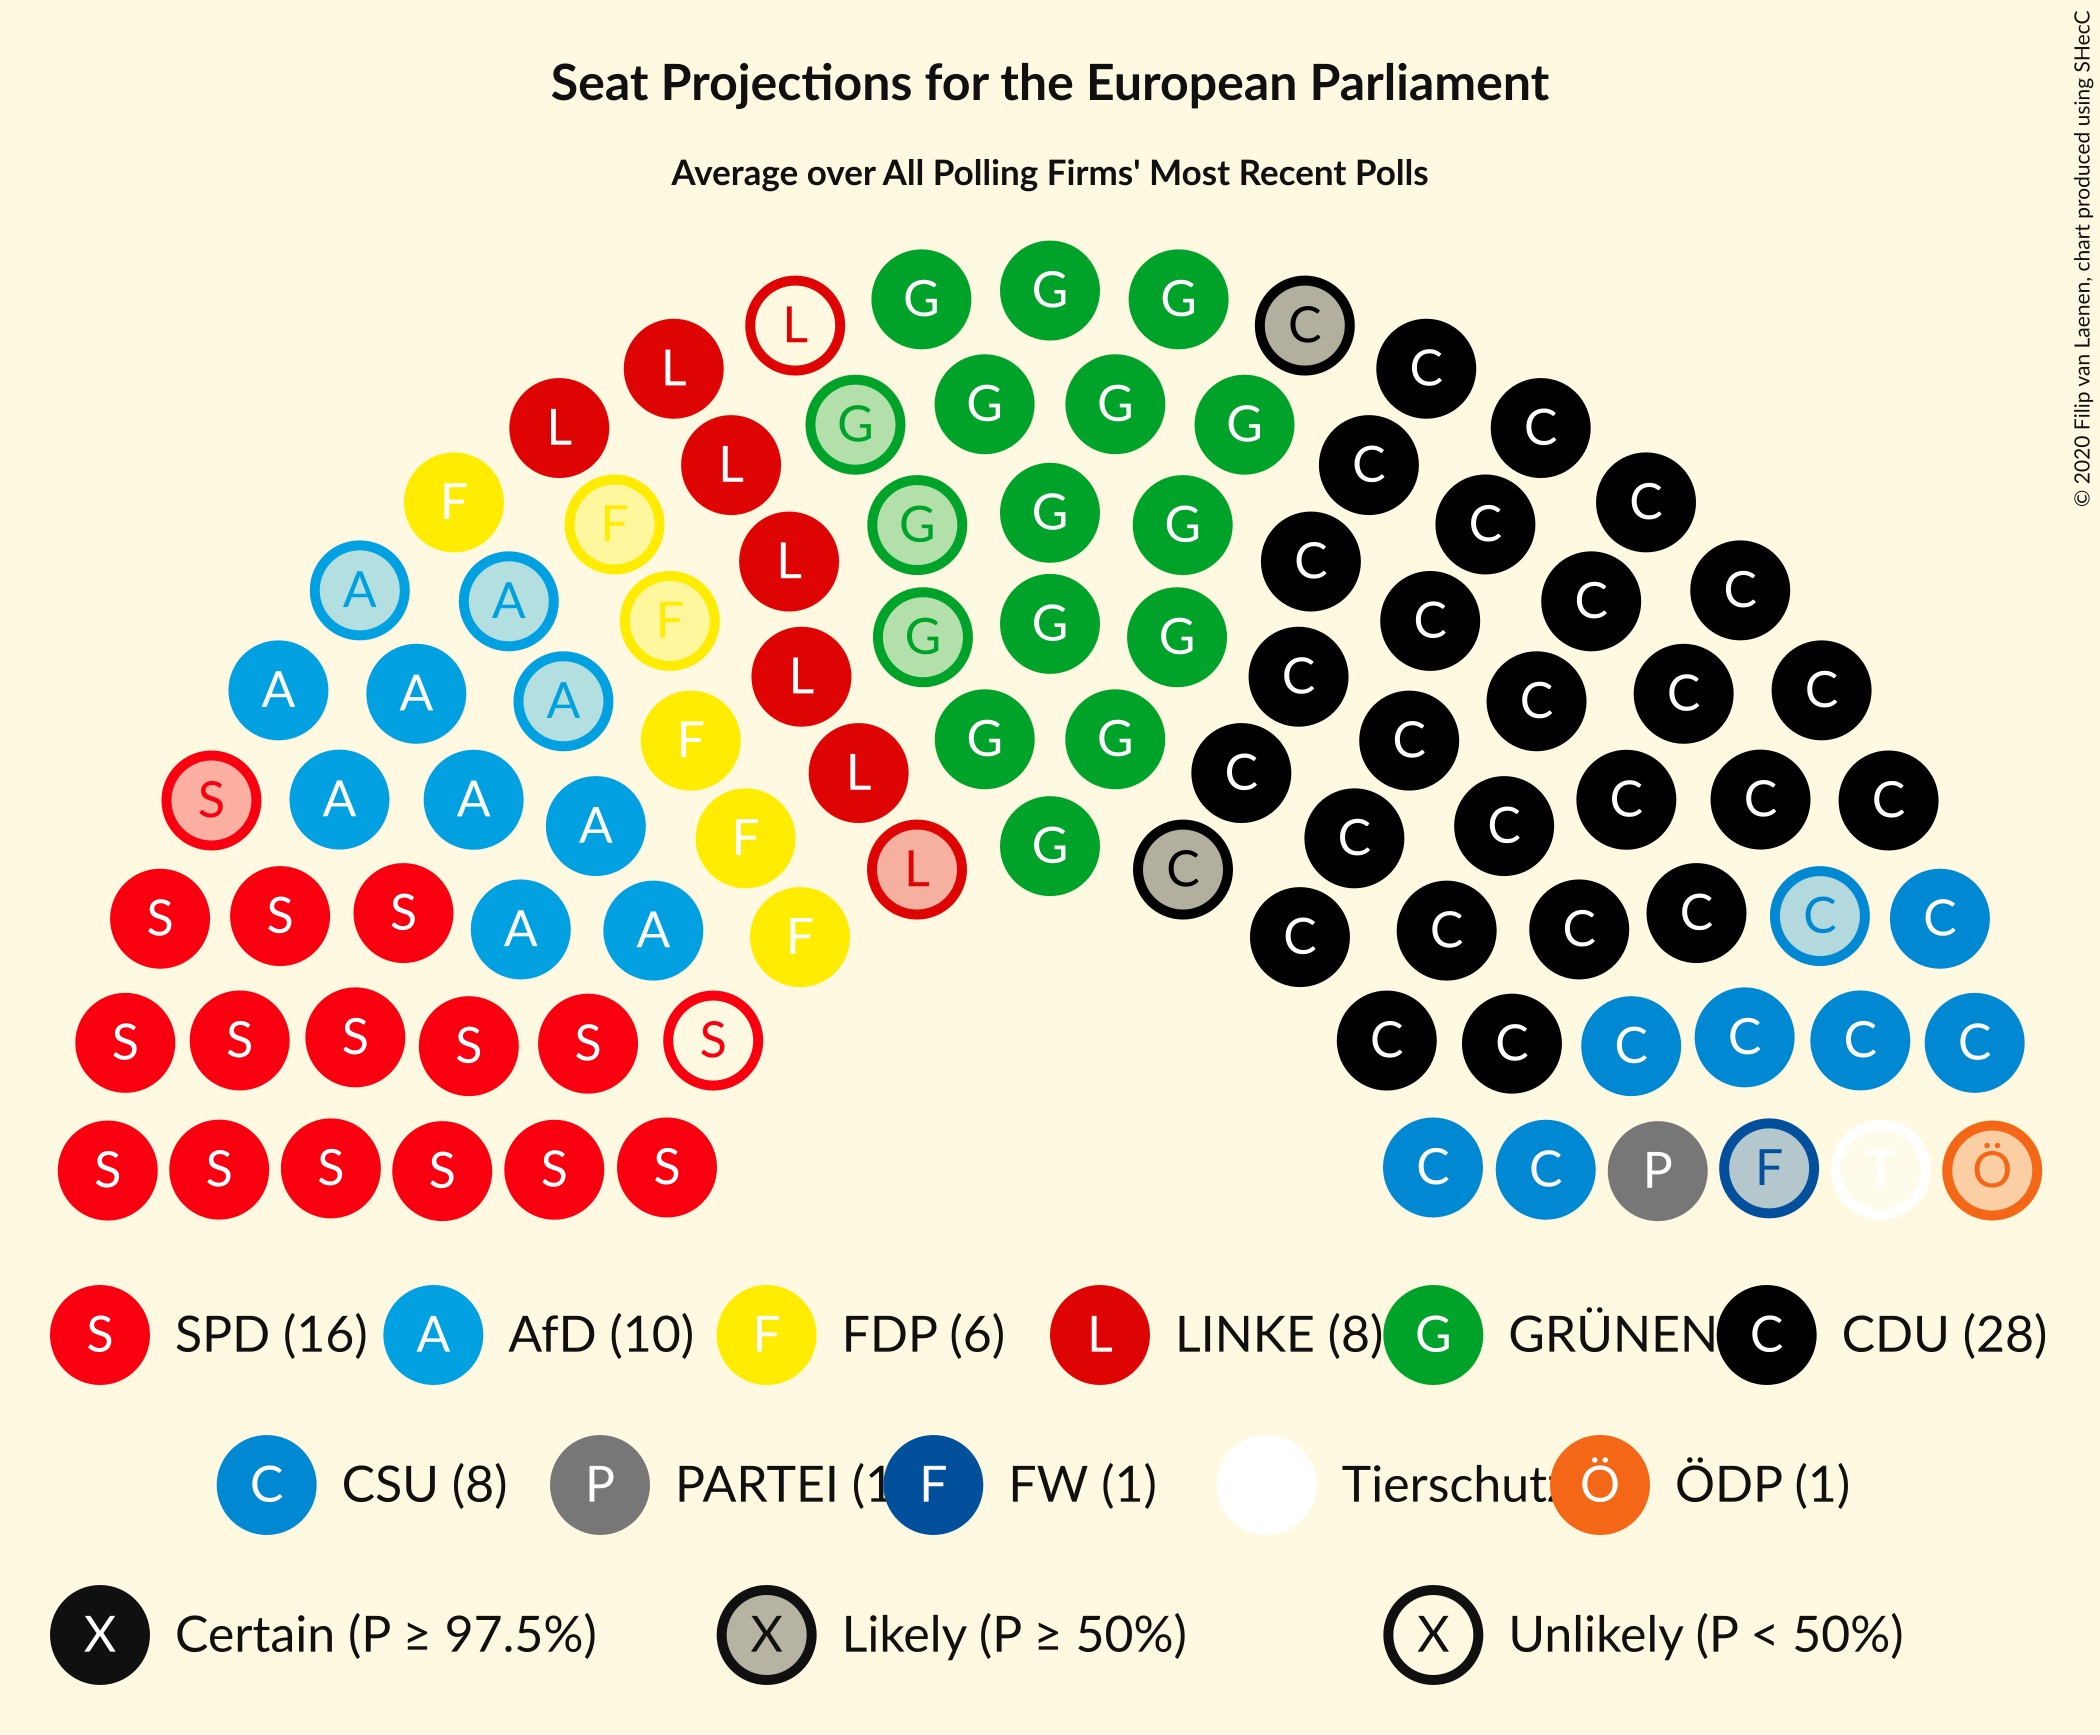 Seat Projections for the European Parliament
Average over All Polling Firms' Most Recent Polls
© 2020 Filip van Laenen, chart produced using SHecC
L G G G C
L L G G G G C C
F F L G G G C C C
A A F L G G G C C C C
A A A F L G G C C C C C
S A A A F L L G C C C C C C C
S S S A A F C C C C C C
S S S S S S C C C C C C
S S S S S S C C P F T Ö
S SPD (16) A AfD (10) F FDP (6) L LINKE (8) G GRÜNEN C CDU (28)
C CSU (8) P PARTEI (1 F FW (1) Tierschutz Ö ÖDP (1)
X Certain (P ≥ 97.5%) X Likely (P ≥ 50%) X Unlikely (P < 50%)